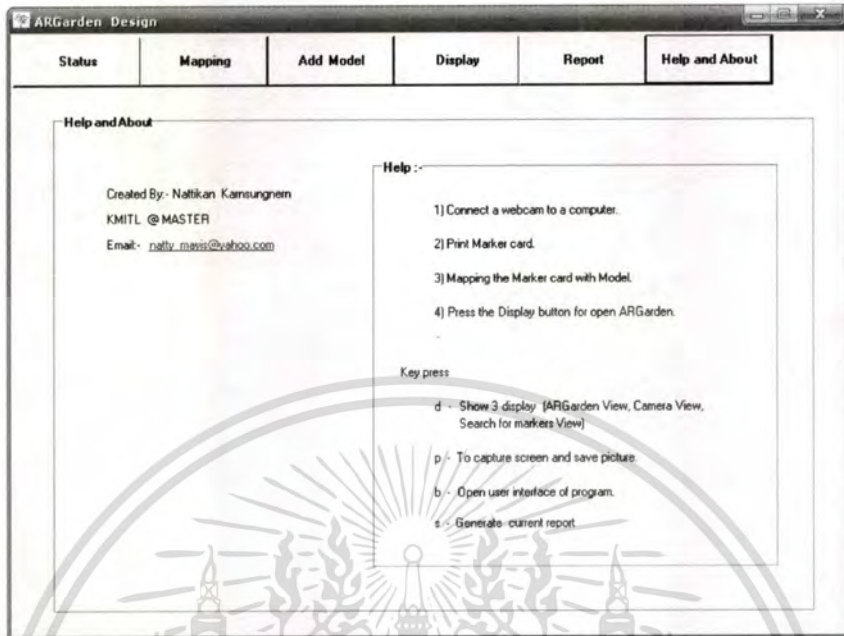 ARGarden Design
Status Mapping Add Model Display Report Help and About
Help and About
Created By:- Nattikan Kamsungnern
KMITL @ MASTER
Email:- natty_mavis@yahoo.com
Help :-
1) Connect a webcam to a computer.
2) Print Marker card.
3) Mapping the Marker card with Model.
4) Press the Display button for open ARGarden.
Key press
d - Show 3 display (ARGarden View, Camera View,
Search for markers View)
p - To capture screen and save picture.
b - Open user interface of program.
s - Generate current report